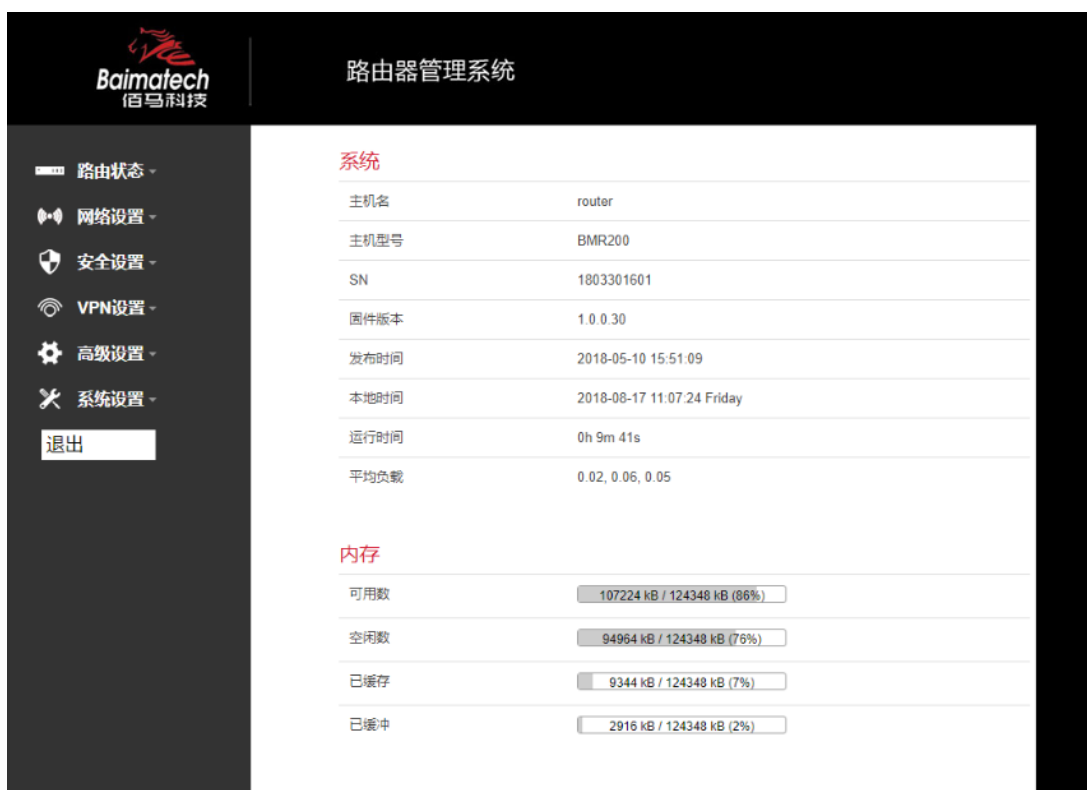 Baimatech
佰马科技
路由器管理系统
路由状态
网络设置
安全设置
VPN设置
高级设置
系统设置
退出
系统
主机名 router
主机型号 BMR200
SN 1803301601
固件版本 1.0.0.30
发布时间 2018-05-10 15:51:09
本地时间 2018-08-17 11:07:24 Friday
运行时间 0h 9m 41s
平均负载 0.02, 0.06, 0.05
内存
可用数 107224 kB / 124348 kB (86%)
空闲数 94964 kB / 124348 kB (76%)
已缓存 9344 kB / 124348 kB (7%)
已缓冲 2916 kB / 124348 kB (2%)